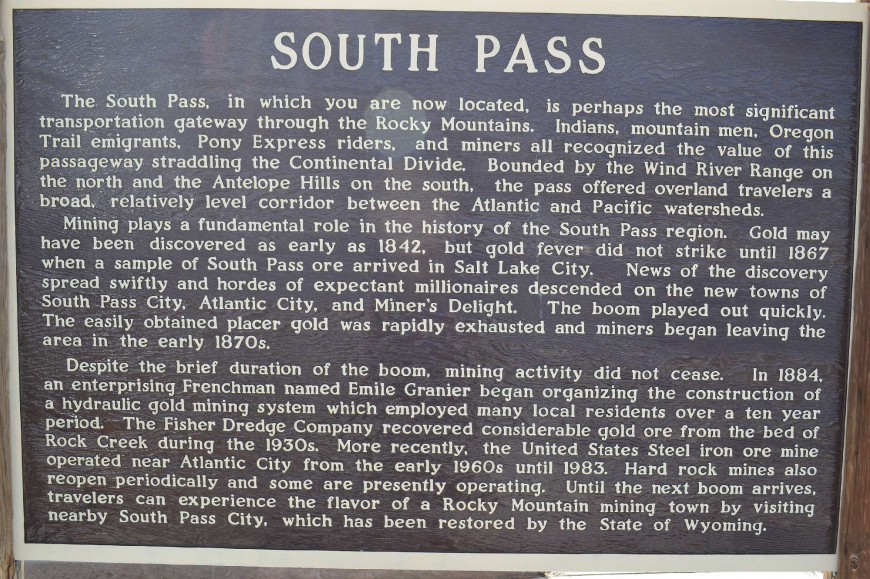 SOUTH PASS
The South Pass, in which you are now located, is perhaps the most significant
transportation gateway through the Rocky Mountains. Indians, mountain men, Oregon
Trail emigrants, Pony Express riders, and miners all recognized the value of this
passageway straddling the Continental Divide. Bounded by the Wind River Range on
the north and the Antelope Hills on the south, the pass offered overland travelers a
broad, relatively level corridor between the Atlantic and Pacific watersheds.
Mining plays a fundamental role in the history of the South Pass region. Gold may
have been discovered as early as 1842, but gold fever did not strike until 1867
when a sample of South Pass ore arrived in Salt Lake City. News of the discovery
spread swiftly and hordes of expectant millionaires descended on the new towns of
South Pass City, Atlantic City, and Miner's Delight. The boom played out quickly.
The easily obtained placer gold was rapidly exhausted and miners began leaving the
area in the early 1870s.
Despite the brief duration of the boom, mining activity did not cease. In 1884,
an enterprising Frenchman named Emile Granier began organizing the construction of
a hydraulic gold mining system which employed many local residents over a ten year
period. The Fisher Dredge Company recovered considerable gold ore from the bed of
Rock Creek during the 1930s. More recently, the United States Steel iron ore mine
operated near Atlantic City from the early 1960s until 1983. Hard rock mines also
reopen periodically and some are presently operating. Until the next boom arrives,
travelers can experience the flavor of a Rocky Mountain mining town by visiting
nearby South Pass City, which has been restored by the State of Wyoming.